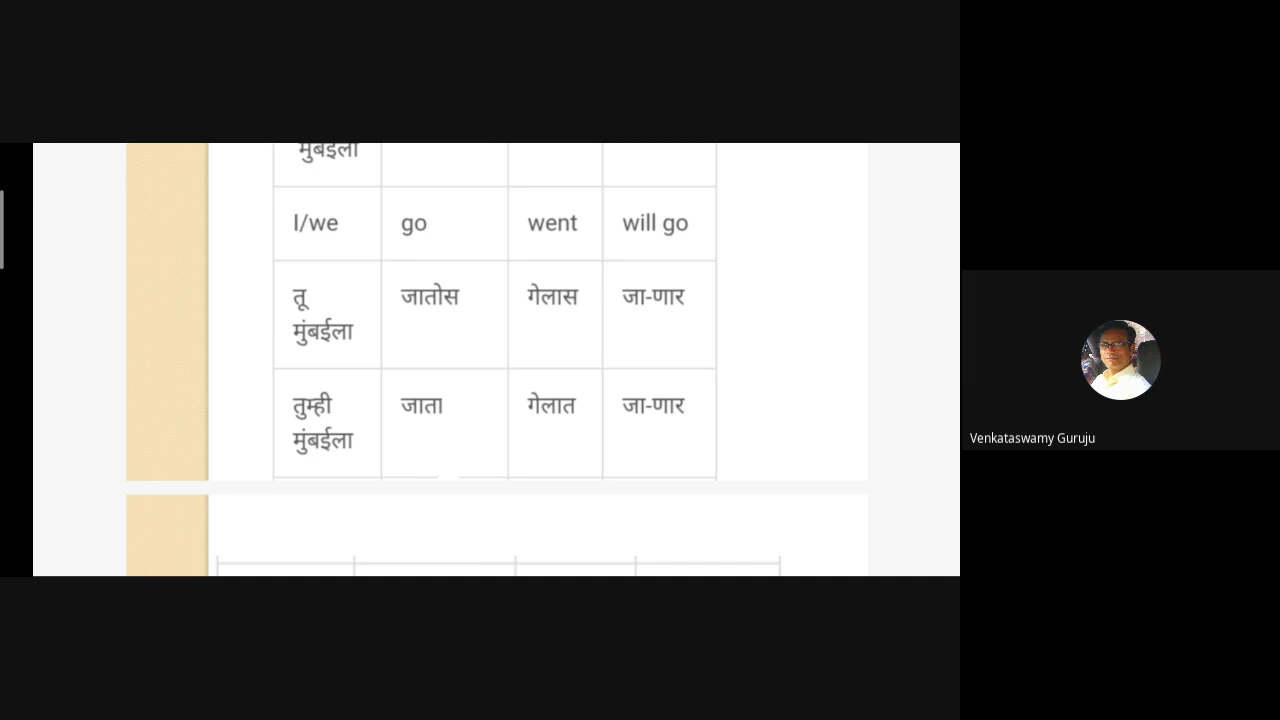 मुंबईला
I/we go went will go
तू जातोस गेलास जा-णार
मुंबईला
तुम्ही जाता गेलात जा-णार
मुंबईला
Venkataswamy Guruju